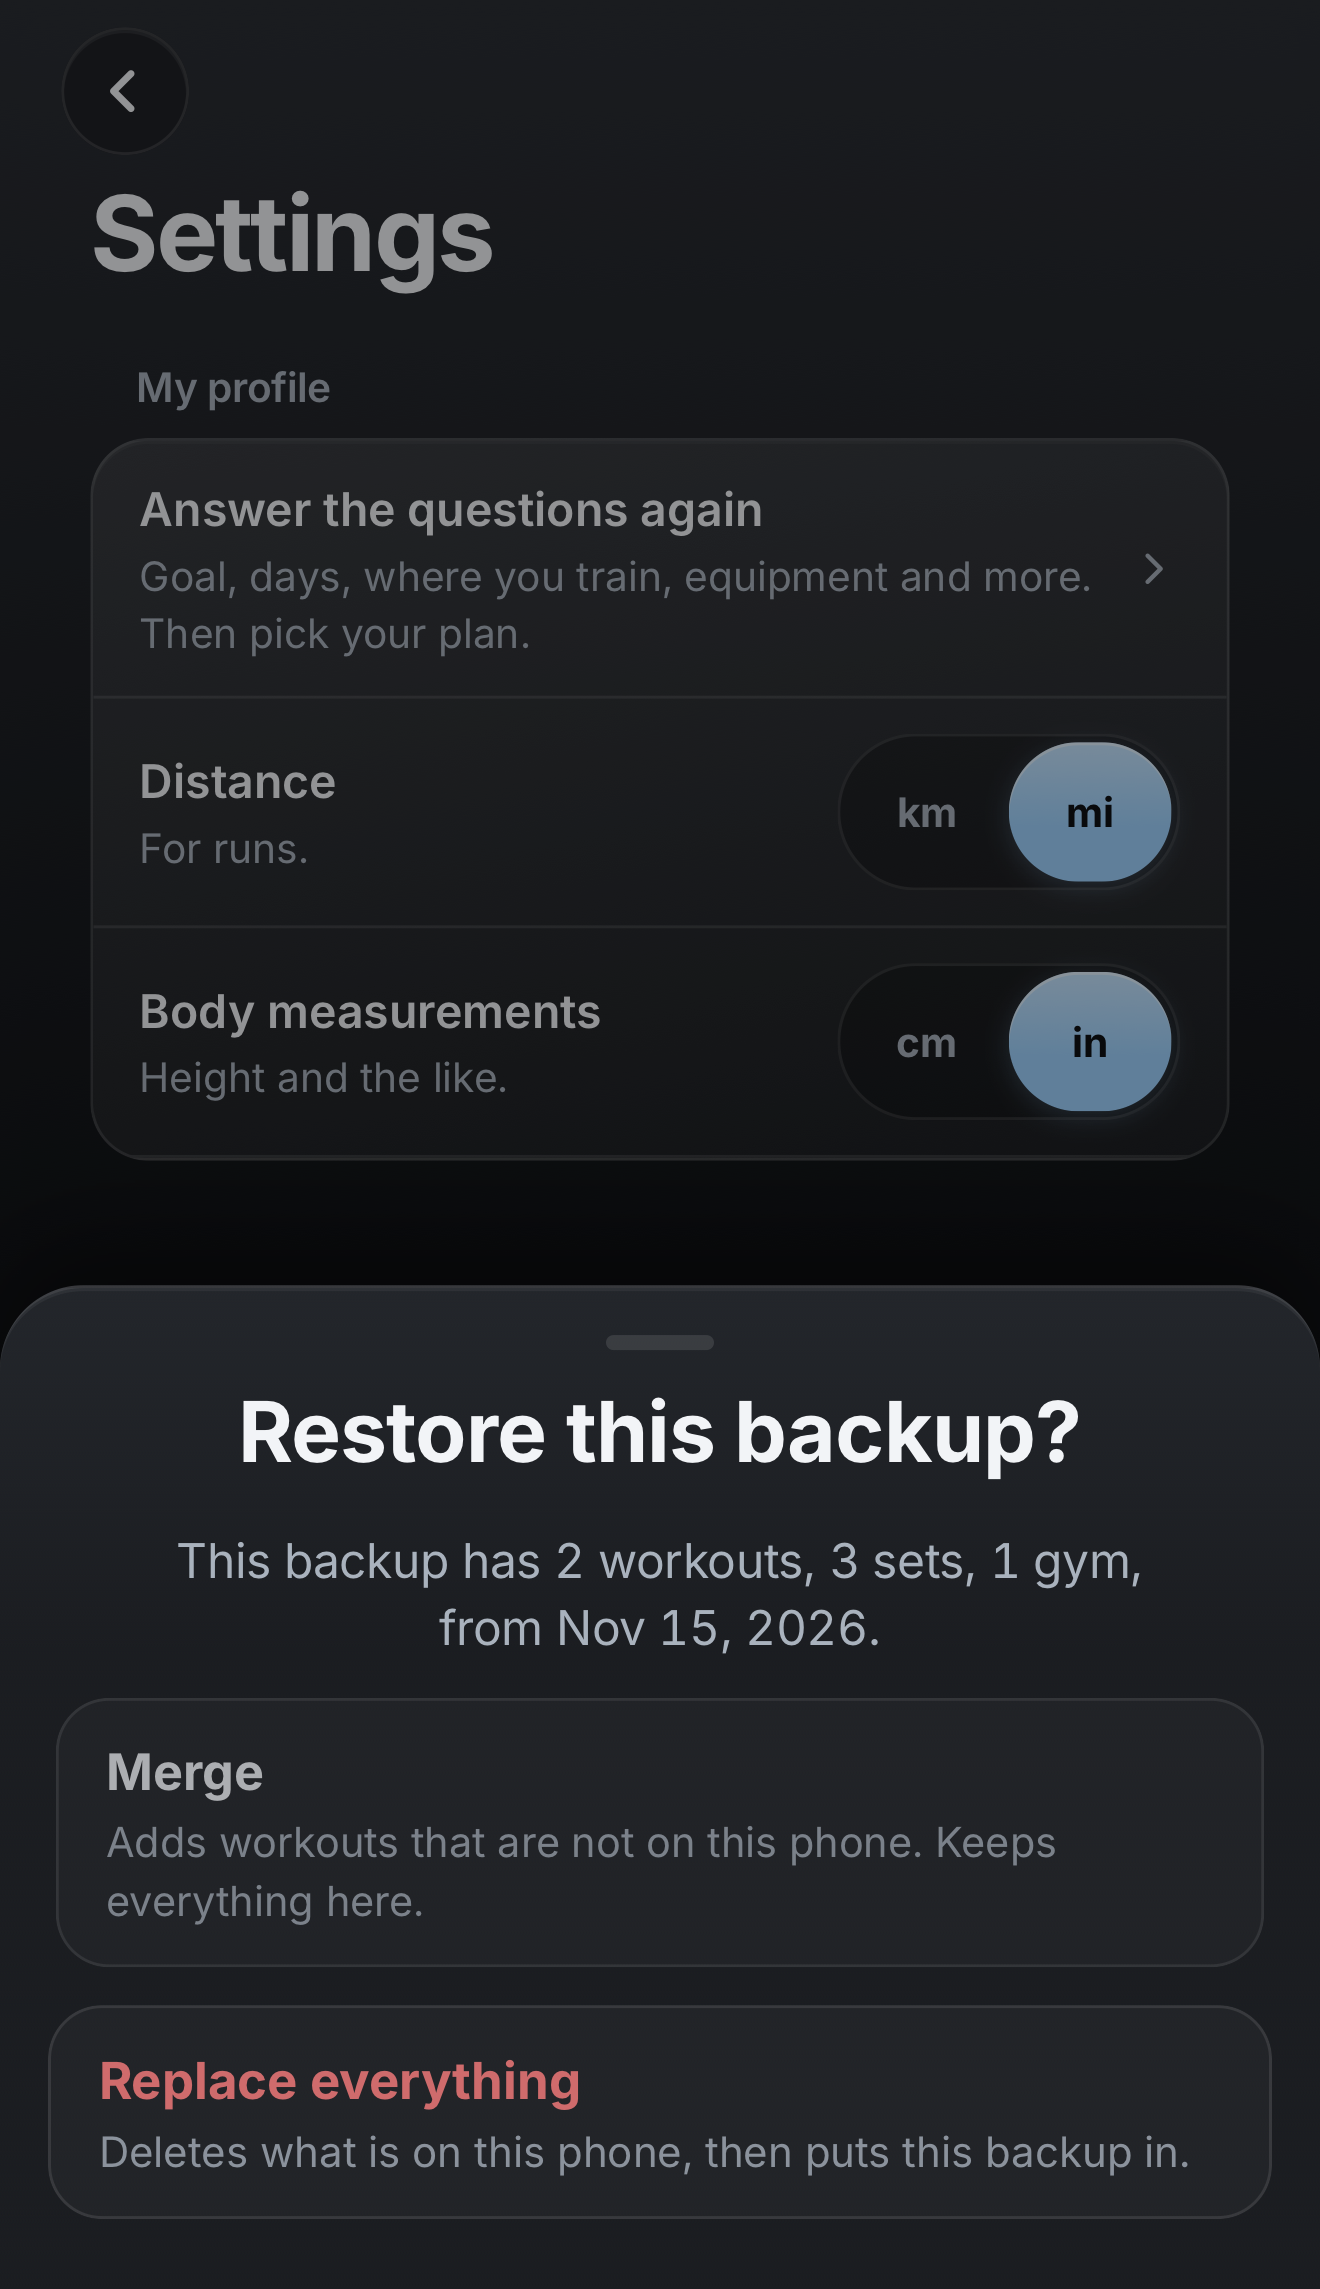 Settings
My profile
Answer the questions again
Goal, days, where you train, equipment and more.
Then pick your plan.
Distance
For runs.
km
mi
Body measurements
Height and the like.
cm
in
Restore this backup?
This backup has 2 workouts, 3 sets, 1 gym,
from Nov 15, 2026.
Merge
Adds workouts that are not on this phone. Keeps
everything here.
Replace everything
Deletes what is on this phone, then puts this backup in.